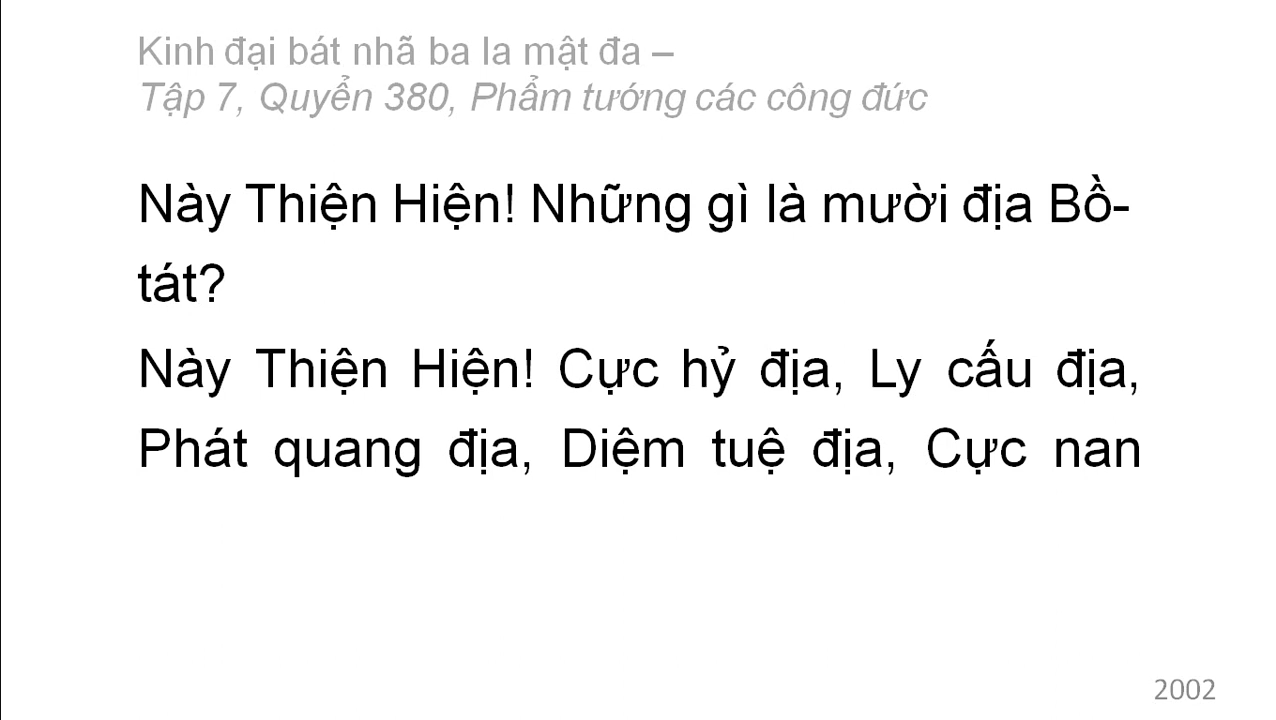 Kinh đại bát nhã ba la mật đa –
Tập 7, Quyển 380, Phẩm tướng các công đức
Này Thiện Hiện! Những gì là mười địa Bồ-
tát?
Này Thiện Hiện! Cực hỷ địa, Ly cấu địa,
Phát quang địa, Diệm tuệ địa, Cực nan
2002